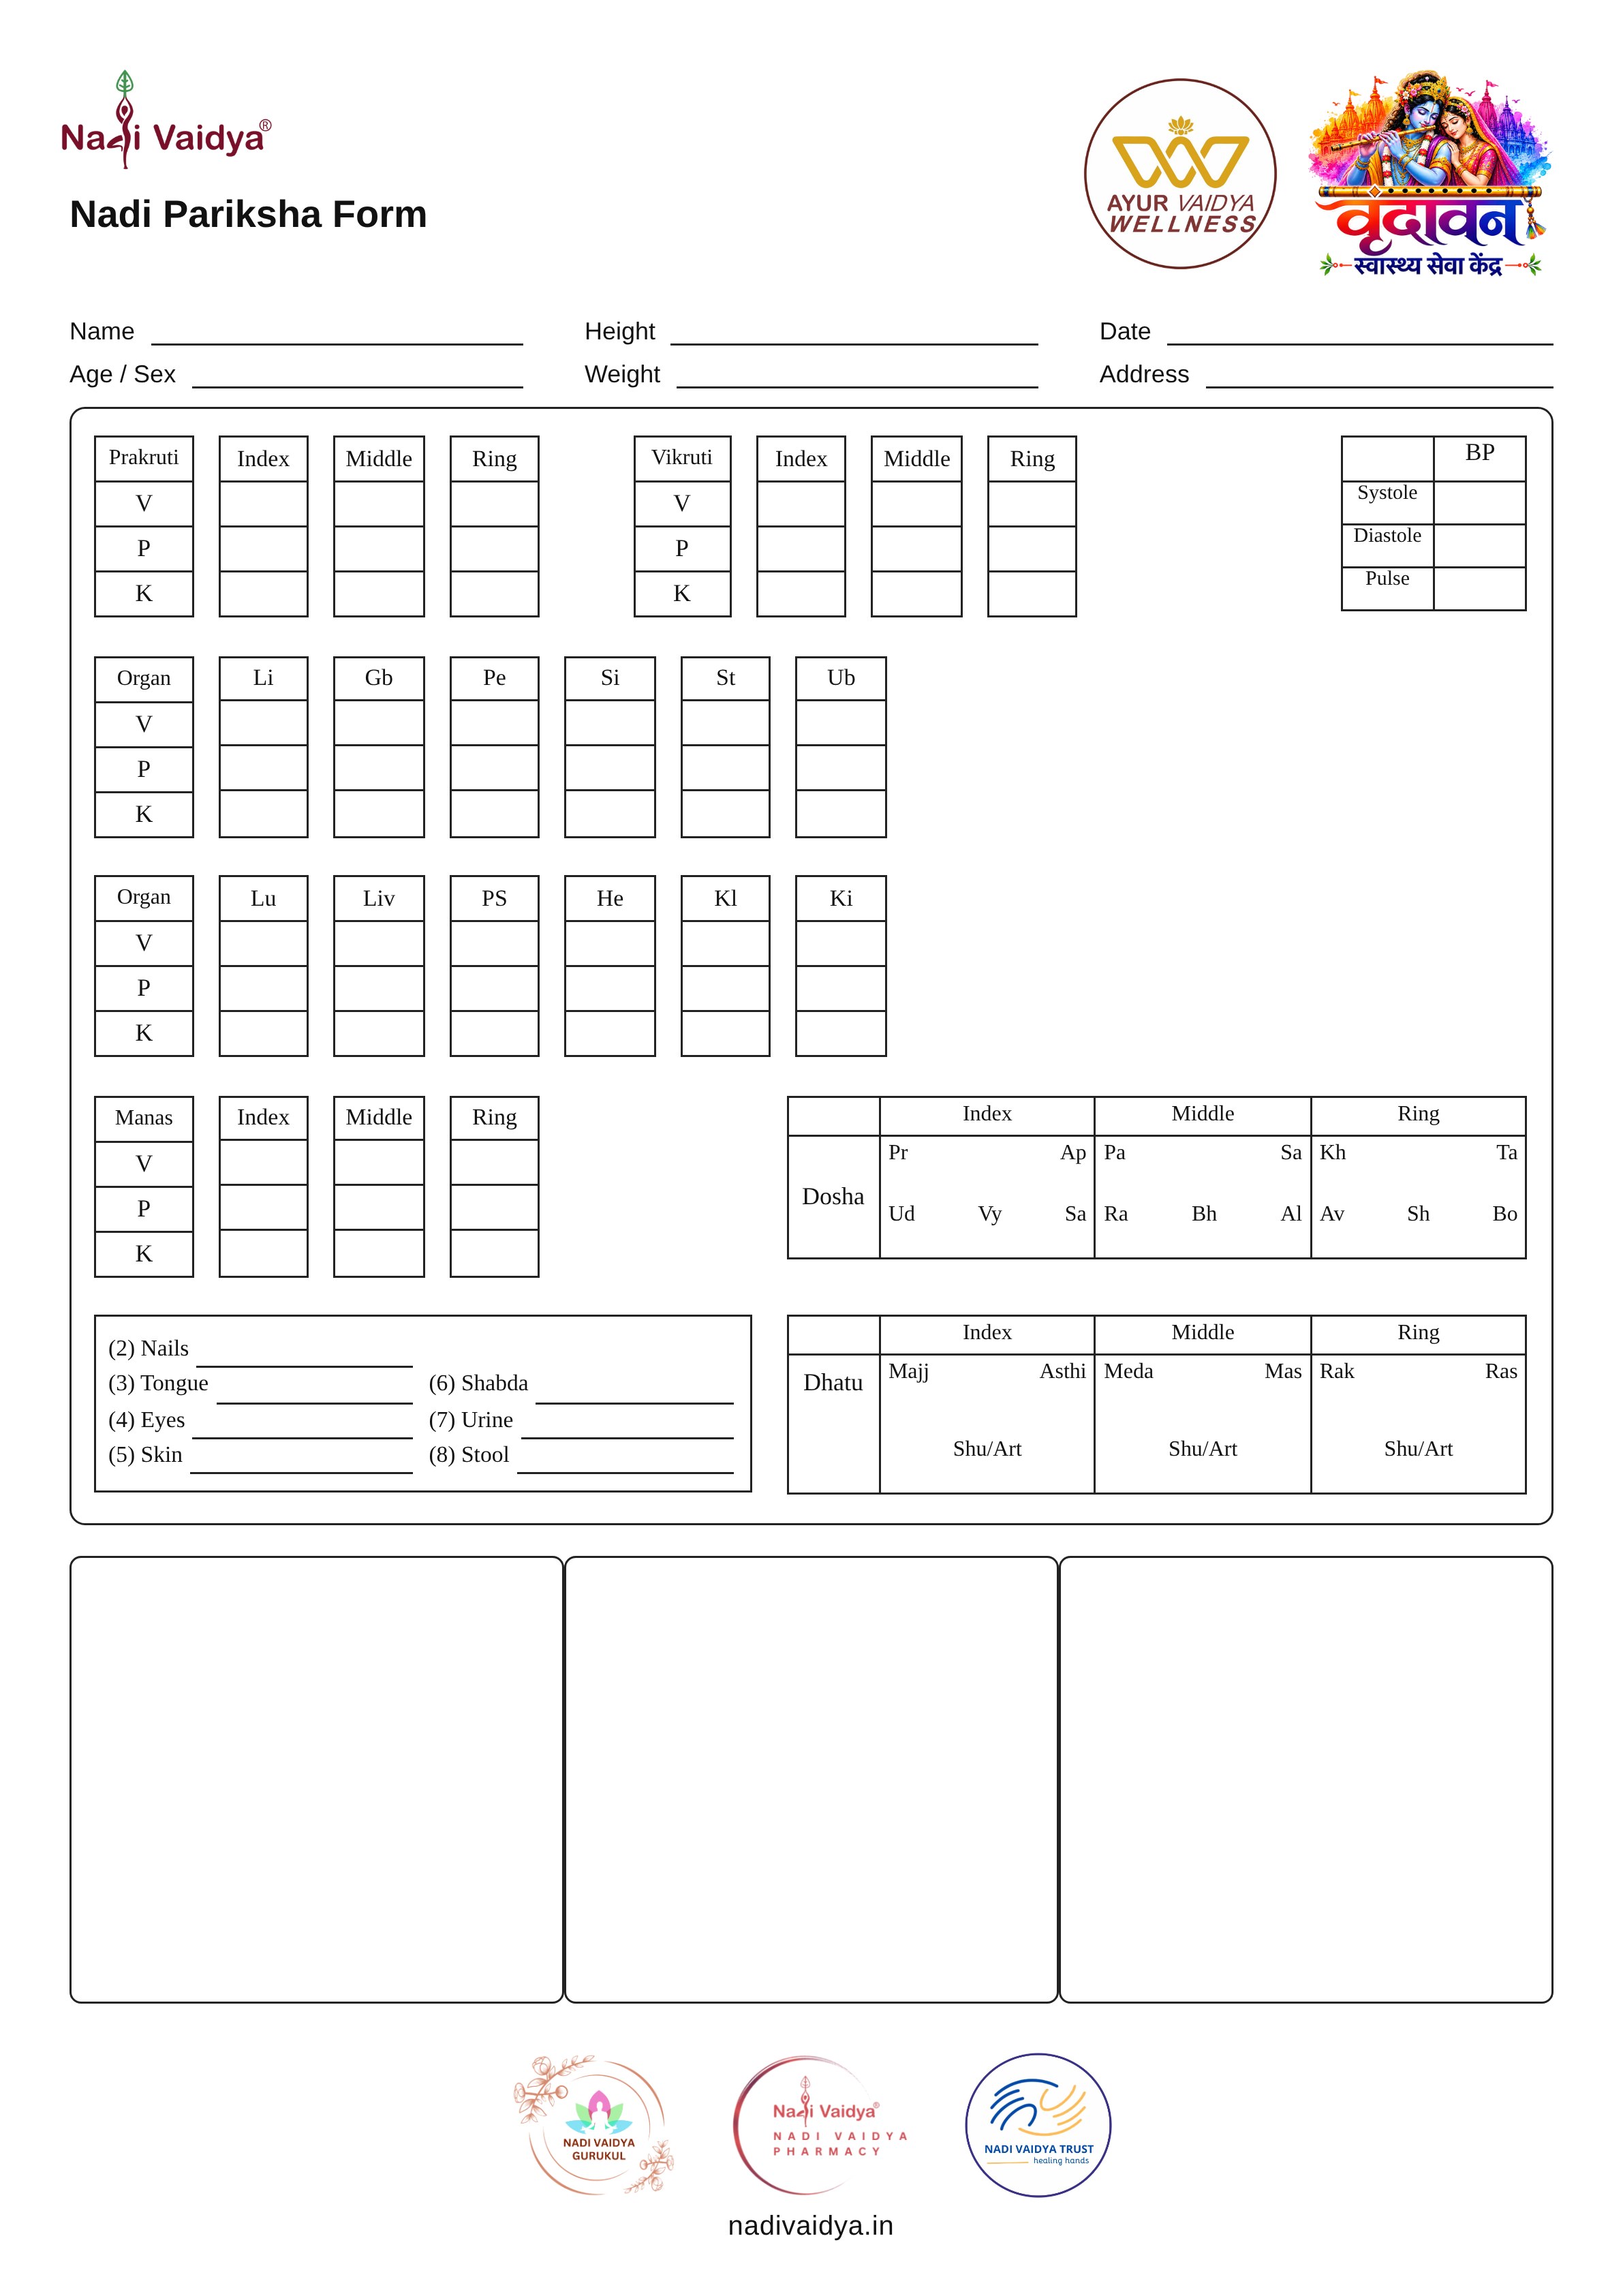 Nadi Vaidya®
Nadi Pariksha Form
AYUR VAIDYA
WELLNESS
वृंदावन
स्वास्थ्य सेवा केंद्र
Name Height Date
Age / Sex Weight Address
Prakruti Index Middle Ring Vikruti Index Middle Ring BP
V V Systole
P P Diastole
K K Pulse
Organ Li Gb Pe Si St Ub
V
P
K
Organ Lu Liv PS He Kl Ki
V
P
K
Manas Index Middle Ring
V
P
K
Index Middle Ring
Pr Ap Pa Sa Kh Ta
Dosha
Ud Vy Sa Ra Bh Al Av Sh Bo
(2) Nails
(3) Tongue (6) Shabda
(4) Eyes (7) Urine
(5) Skin (8) Stool
Index Middle Ring
Dhatu Majj Asthi Meda Mas Rak Ras
Shu/Art Shu/Art Shu/Art
NADI VAIDYA
GURUKUL
Nadi Vaidya®
NADI VAIDYA
PHARMACY
NADI VAIDYA TRUST
healing hands
nadivaidya.in